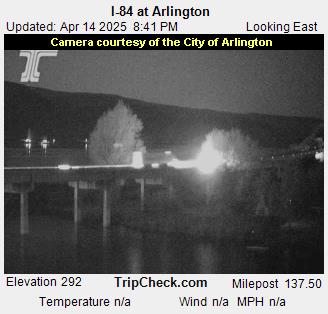 I-84 at Arlington
Updated: Apr 14 2025 8:41 PM Looking East
Camera courtesy of the City of Arlington
Elevation 292 TripCheck.com Milepost 137.50
Temperature n/a Wind n/a MPH n/a